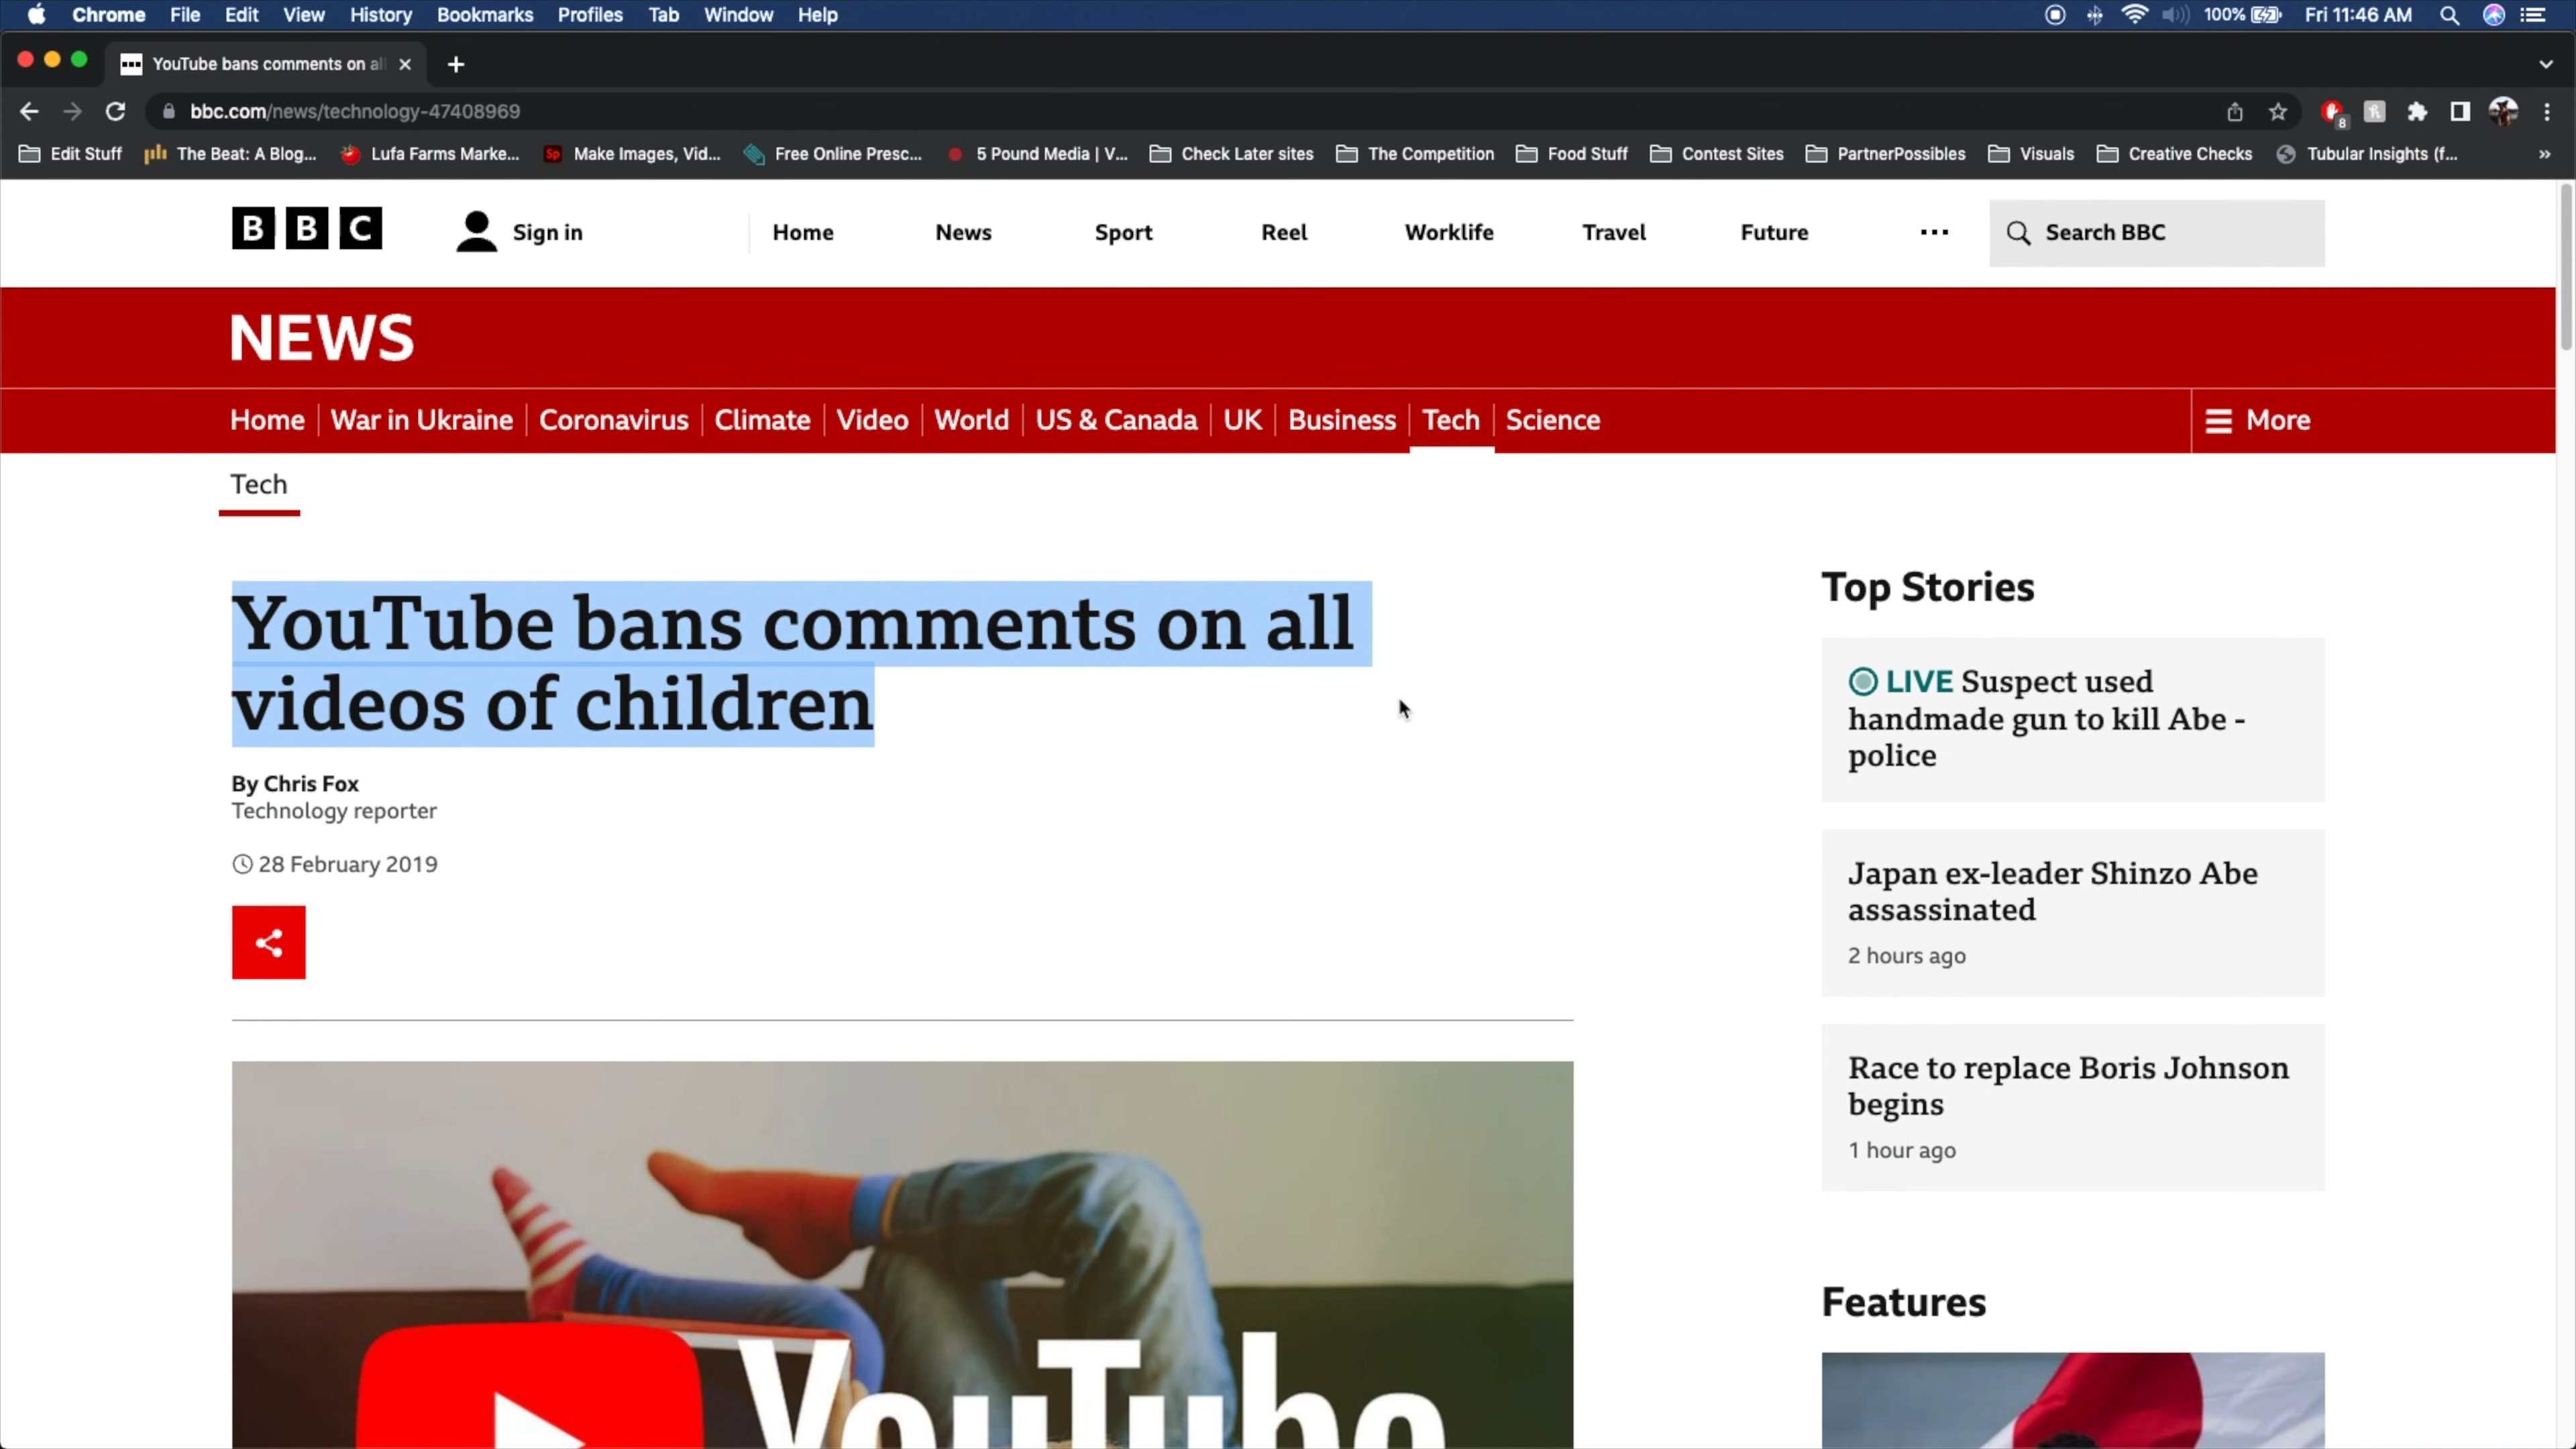 Chrome File Edit View History Bookmarks Profiles Tab Window Help 100% Fri 11:46 AM
YouTube bans comments on al
bbc.com/news/technology-47408969
8
Edit Stuff The Beat: A Blog... Lufa Farms Marke... Sp Make Images, Vid... Free Online Presc... 5 Pound Media | V... Check Later sites The Competition Food Stuff Contest Sites PartnerPossibles Visuals Creative Checks Tubular Insights (f... »
BBC Sign in Home News Sport Reel Worklife Travel Future ... Search BBC
NEWS
Home War in Ukraine Coronavirus Climate Video World US & Canada UK Business Tech Science More
Tech
YouTube bans comments on all
videos of children
By Chris Fox
Technology reporter
28 February 2019
YouTube
Top Stories
LIVE Suspect used
handmade gun to kill Abe -
police
Japan ex-leader Shinzo Abe
assassinated
2 hours ago
Race to replace Boris Johnson
begins
1 hour ago
Features